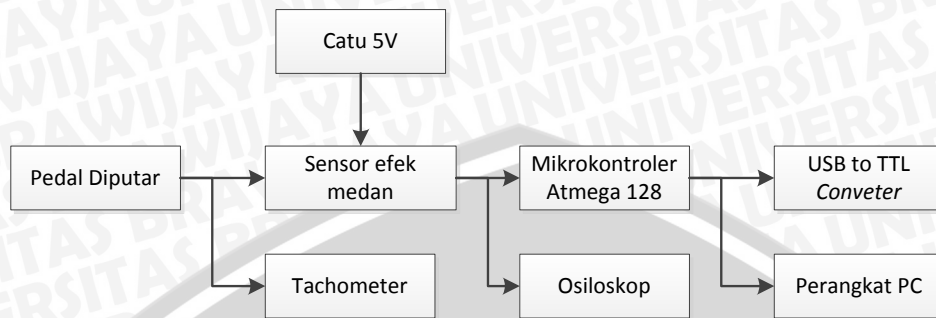 Catu 5V
Pedal Diputar
Sensor efek
medan
Mikrokontroler
Atmega 128
USB to TTL
Conveter
Tachometer
Osiloskop
Perangkat PC